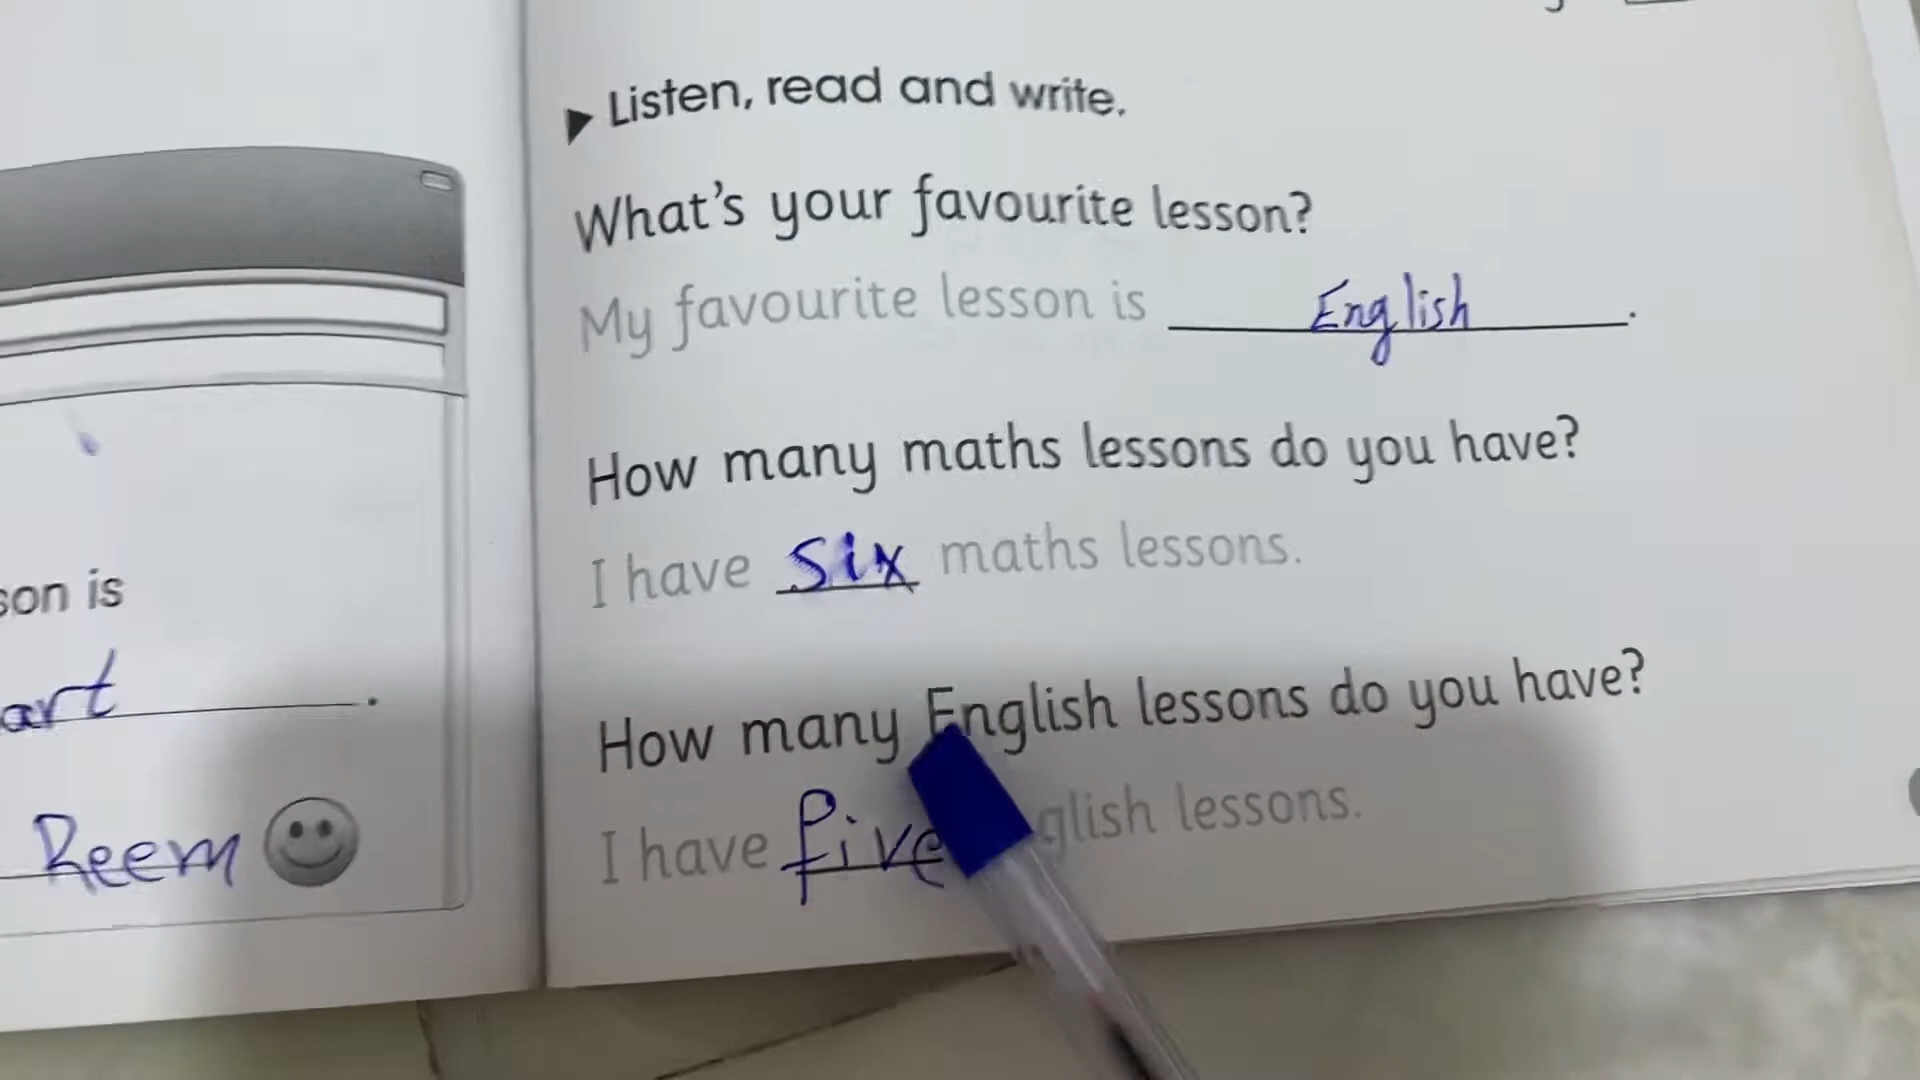 son is
art .
Reem
Listen, read and write.
What's your favourite lesson?
My favourite lesson is English.
How many maths lessons do you have?
I have six maths lessons.
How many English lessons do you have?
I have five glish lessons.